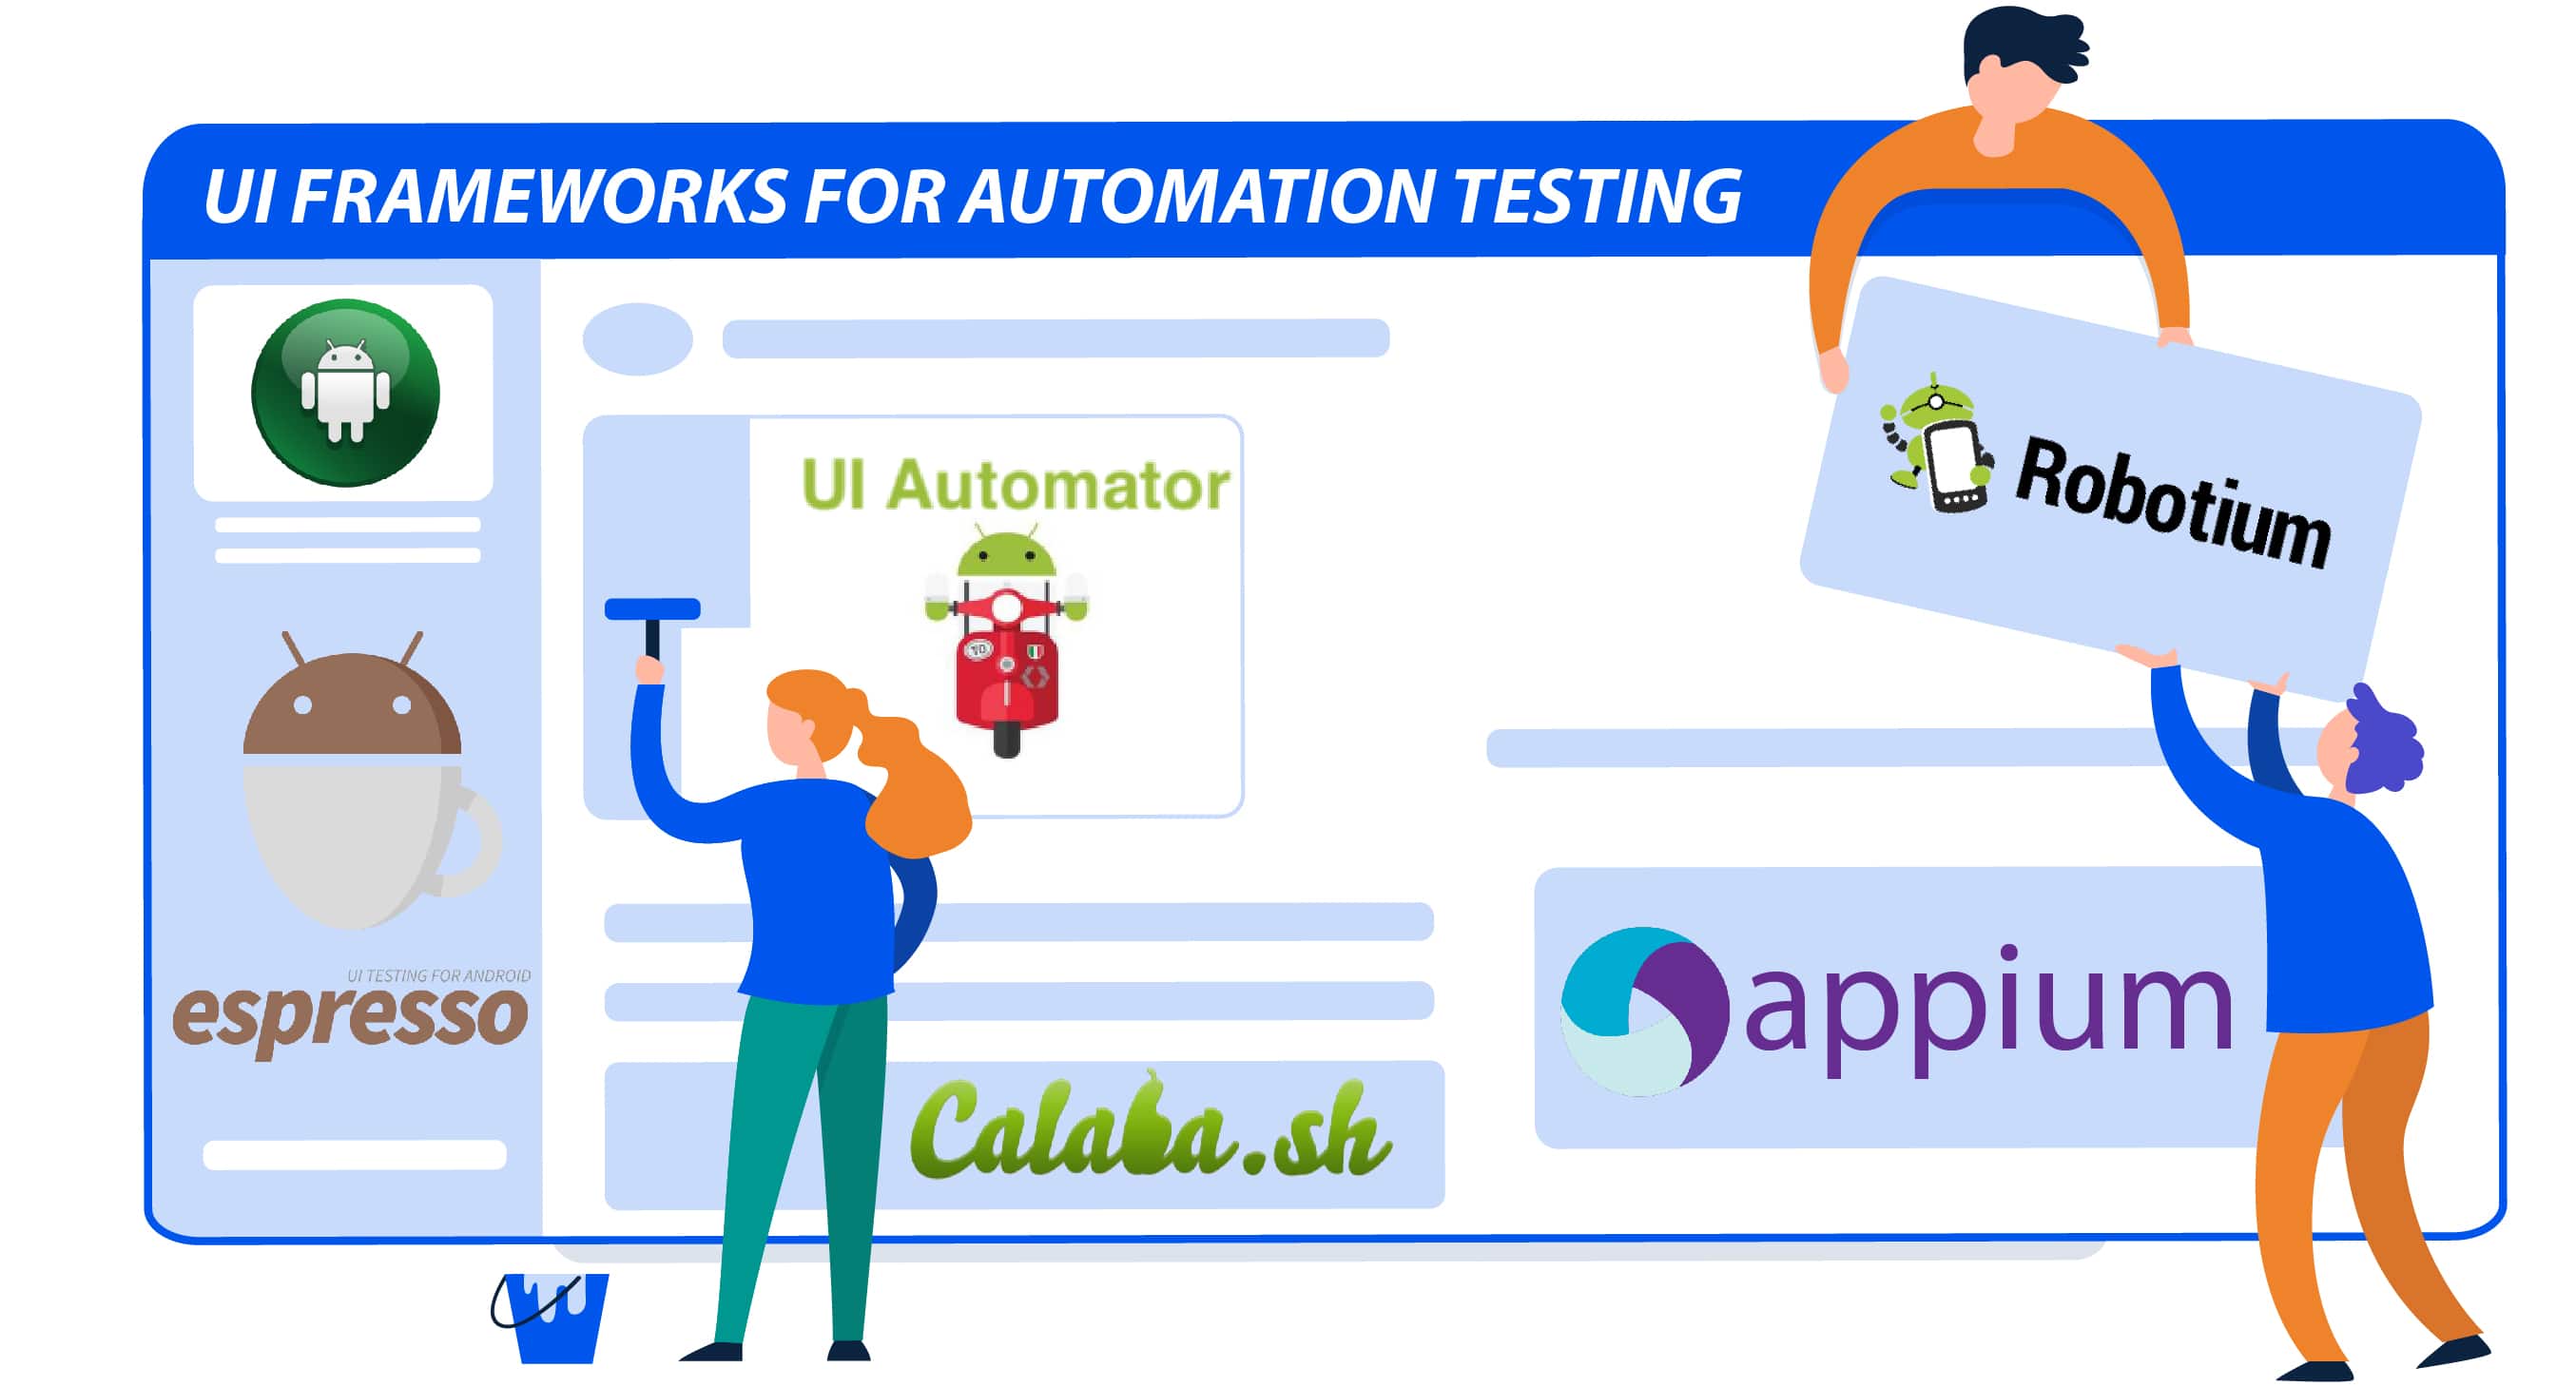 UI FRAMEWORKS FOR AUTOMATION TESTING
UI Automator
Robotium
UI TESTING FOR ANDROID
espresso
appium
Calaba.sh